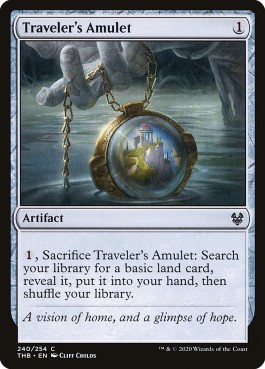 Traveler's Amulet 1
Artifact
1, Sacrifice Traveler's Amulet: Search
your library for a basic land card,
reveal it, put it into your hand, then
shuffle your library.
A vision of home, and a glimpse of hope.
240/254 C
THB • EN CLIFF CHILDS
™ & © 2020 Wizards of the Coast